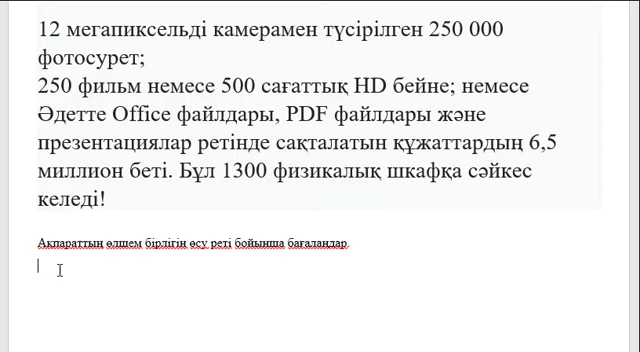 12 мегапиксельді камерамен түсірілген 250 000
фотосурет;
250 фильм немесе 500 сағаттық HD бейне; немесе
Әдетте Office файлдары, PDF файлдары және
презентациялар ретінде сақталатын құжаттардың 6,5
миллион беті. Бұл 1300 физикалық шкафқа сәйкес
келеді!
Ақпараттың өлшем бірлігін өсу реті бойынша бағаландар.